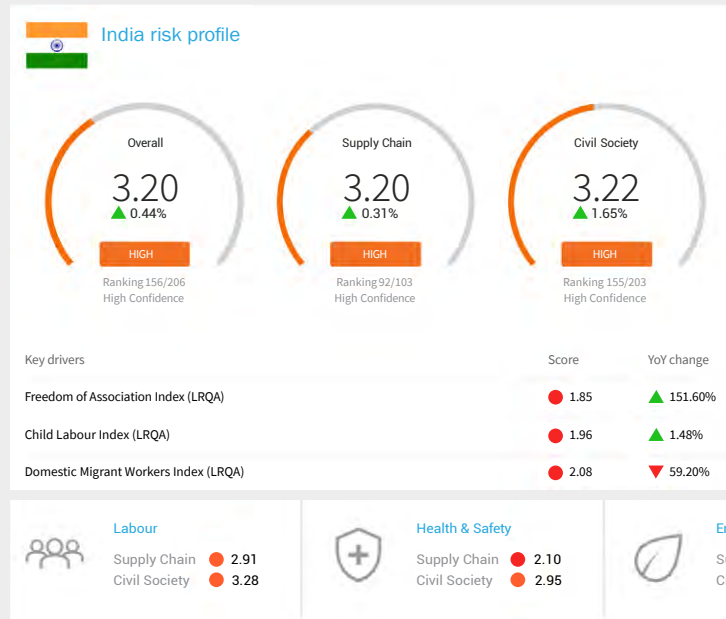 India risk profile
Overall
3.20
0.44%
HIGH
Ranking 156/206
High Confidence
Supply Chain
3.20
0.31%
HIGH
Ranking 92/103
High Confidence
Civil Society
3.22
1.65%
HIGH
Ranking 155/203
High Confidence
Key drivers Score YoY change
Freedom of Association Index (LRQA) 1.85 151.60%
Child Labour Index (LRQA) 1.96 1.48%
Domestic Migrant Workers Index (LRQA) 2.08 59.20%
Labour
Supply Chain 2.91
Civil Society 3.28
Health & Safety
Supply Chain 2.10
Civil Society 2.95